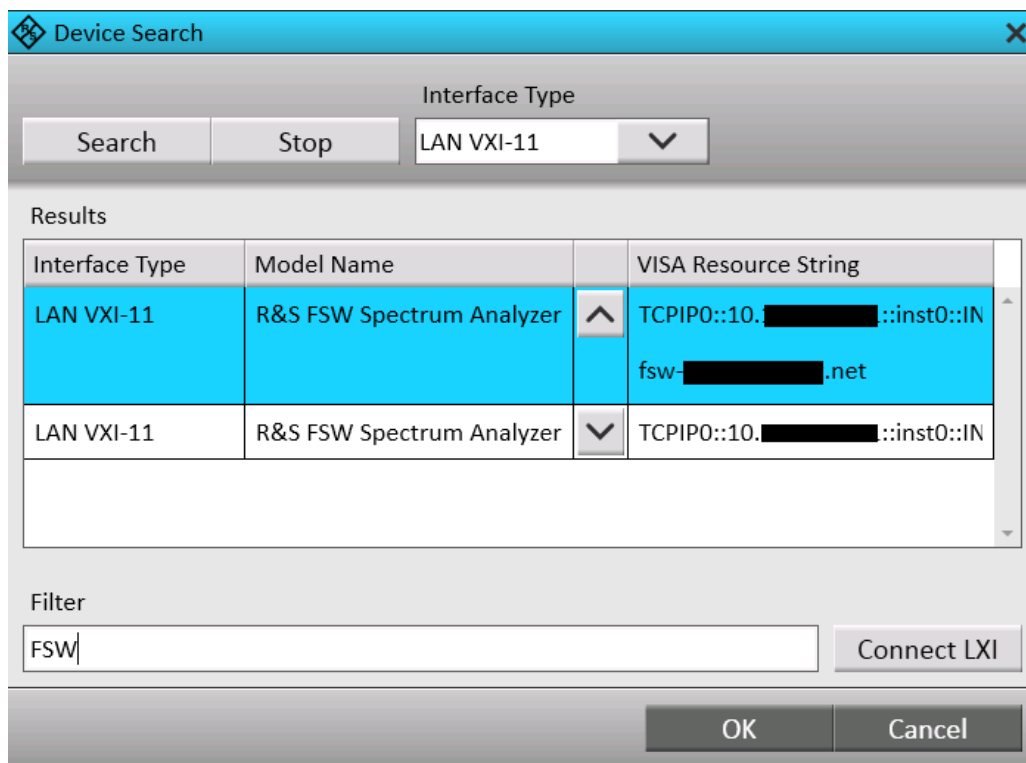 Device Search
Interface Type
Search Stop LAN VXI-11
Results
Interface Type Model Name VISA Resource String
LAN VXI-11 R&S FSW Spectrum Analyzer TCPIP0::10. ::inst0::IN
fsw- .net
LAN VXI-11 R&S FSW Spectrum Analyzer TCPIP0::10. ::inst0::IN
Filter
FSW Connect LXI
OK Cancel